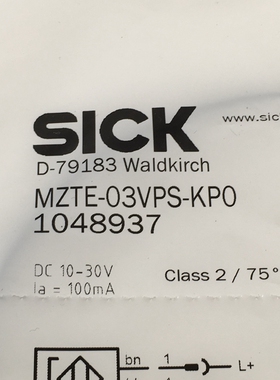 SICK
www.sic
D-79183 Waldkirch
MZTE-03VPS-KP0
1048937
DC 10-30V
Ia = 100mA
Class 2 / 75°
bn 1 L+